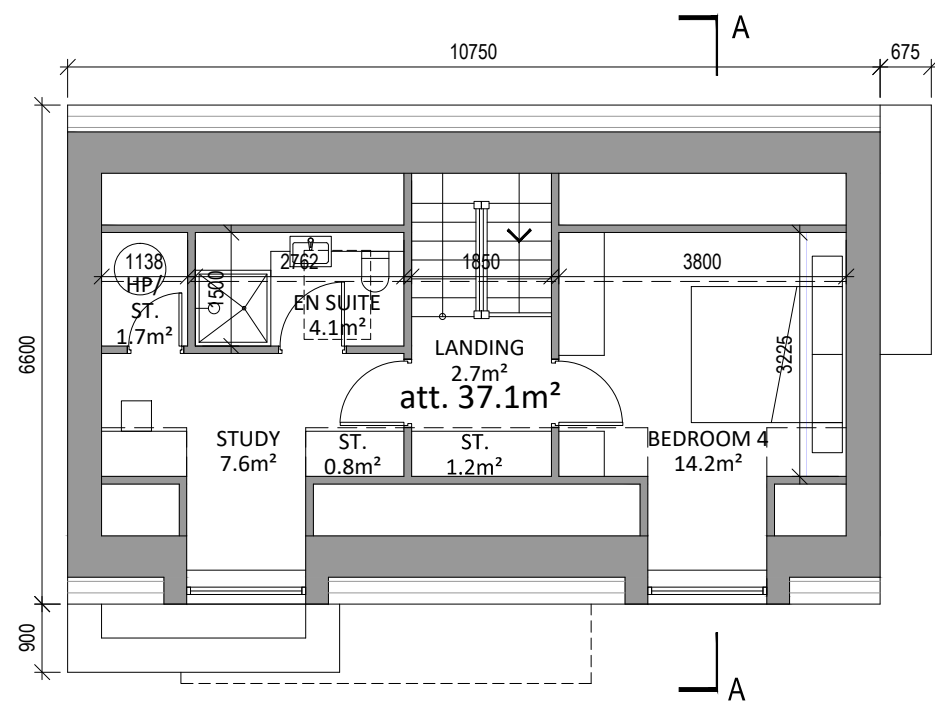 A
10750
675
1138
2762
1850
3800
HP/
ST.
1.7m²
1500
EN SUITE
4.1m²
6600
LANDING
2.7m²
3225
att. 37.1m²
STUDY
7.6m²
ST.
0.8m²
ST.
1.2m²
BEDROOM 4
14.2m²
900
A